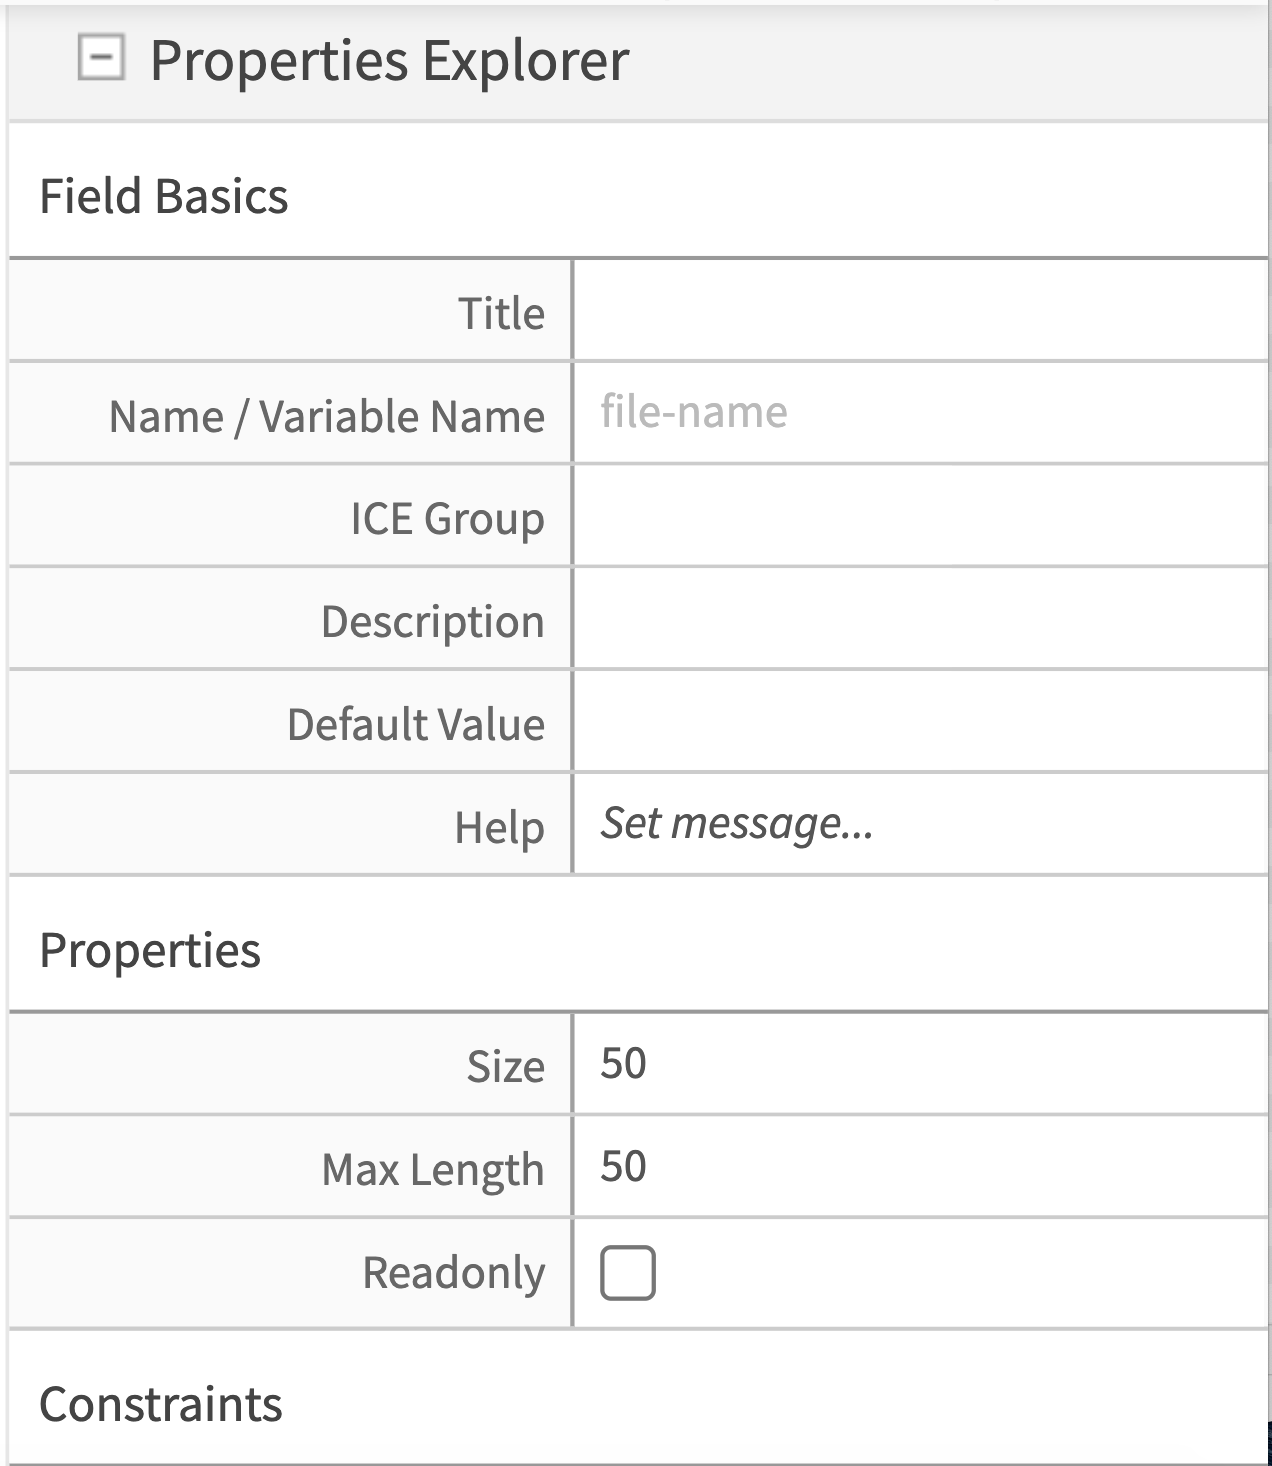 Properties Explorer
Field Basics
Title
Name / Variable Name file-name
ICE Group
Description
Default Value
Help Set message...
Properties
Size 50
Max Length 50
Readonly
Constraints